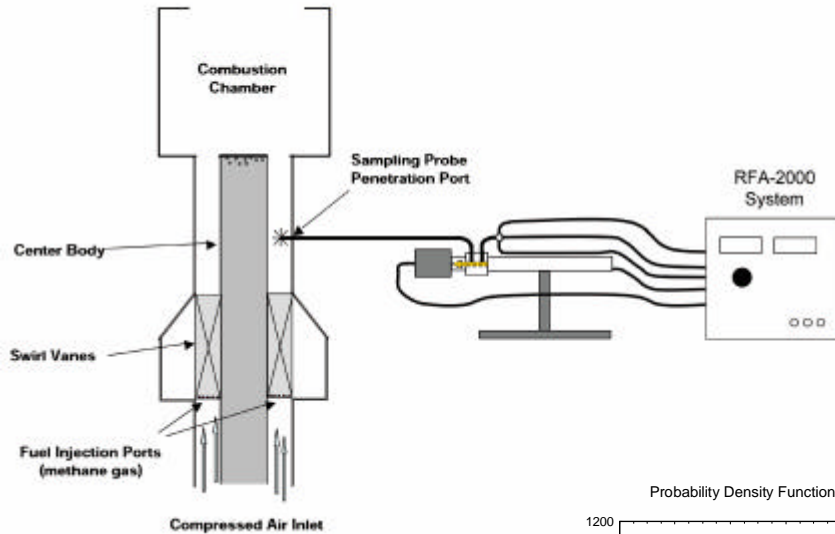 Combustion
Chamber
Sampling Probe
Penetration Port
RFA-2000
System
Center Body
Swirl Vanes
Fuel Injection Ports
(methane gas)
Compressed Air Inlet
Probability Density Function
1200